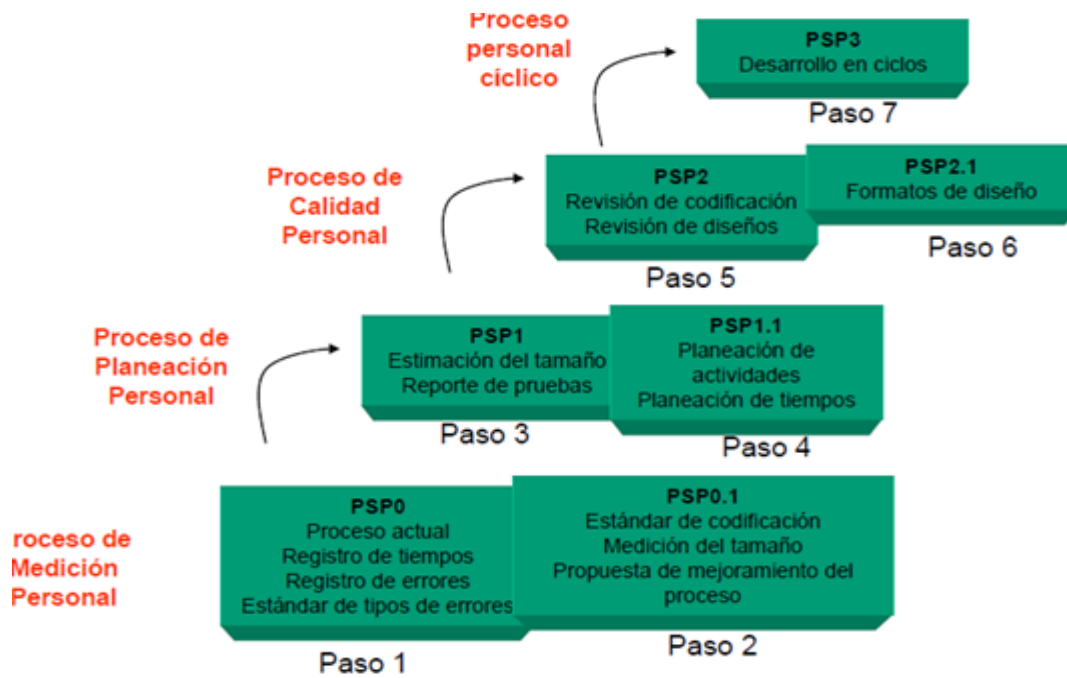 Proceso
personal
cíclico
PSP3
Desarrollo en ciclos
Paso 7
Proceso de
Calidad
Personal
PSP2
Revisión de codificación
Revisión de diseños
Paso 5
PSP2.1
Formatos de diseño
Paso 6
Proceso de
Planeación
Personal
PSP1
Estimación del tamaño
Reporte de pruebas
Paso 3
PSP1.1
Planeación de
actividades
Planeación de tiempos
Paso 4
roceso de
Medición
Personal
PSP0
Proceso actual
Registro de tiempos
Registro de errores
Estándar de tipos de errores
Paso 1
PSP0.1
Estándar de codificación
Medición del tamaño
Propuesta de mejoramiento del
proceso
Paso 2